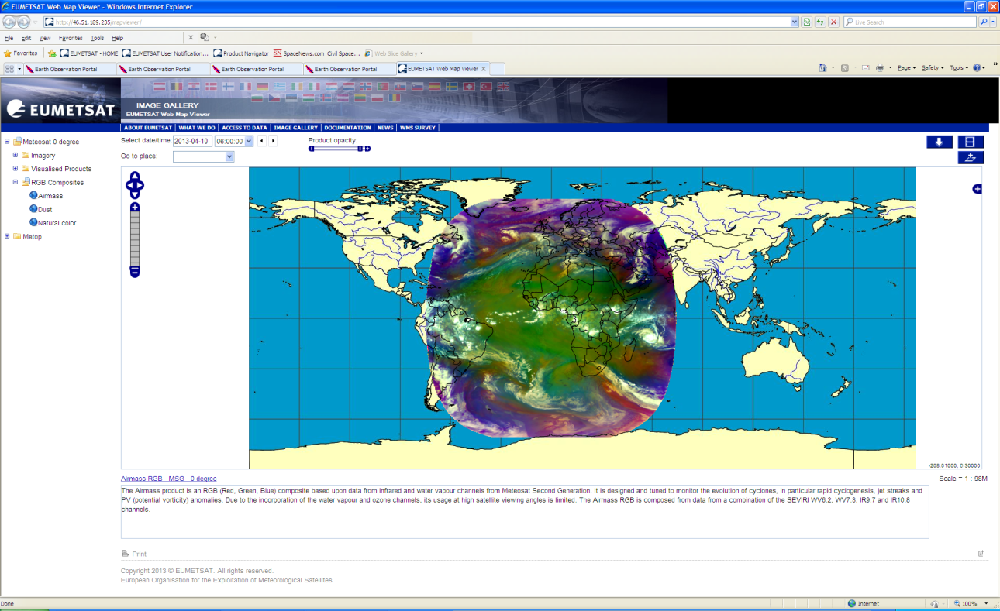 EUMETSAT Web Map Viewer - Windows Internet Explorer
http://46.51.189.235/mapviewer/
Live Search
File Edit View Favorites Tools Help
Favorites EUMETSAT - HOME EUMETSAT User Notification... Product Navigator SpaceNews.com Civil Space... Web Slice Gallery
Earth Observation Portal Earth Observation Portal Earth Observation Portal Earth Observation Portal EUMETSAT Web Map Viewer
Page Safety Tools
EUMETSAT
IMAGE GALLERY
EUMETSAT Web Map Viewer
ABOUT EUMETSAT WHAT WE DO ACCESS TO DATA IMAGE GALLERY DOCUMENTATION NEWS WMS SURVEY
Meteosat 0 degree
Imagery
Visualised Products
RGB Composites
Airmass
Dust
Natural color
Metop
Select date/time: 2013-04-10 06:00:00
Product opacity:
Go to place:
-208.01000, 6.30000
Airmass RGB - MSG - 0 degree
Scale = 1 : 98M
The Airmass product is an RGB (Red, Green, Blue) composite based upon data from infrared and water vapour channels from Meteosat Second Generation. It is designed and tuned to monitor the evolution of cyclones, in particular rapid cyclogenesis, jet streaks and
PV (potential vorticity) anomalies. Due to the incorporation of the water vapour and ozone channels, its usage at high satellite viewing angles is limited. The Airmass RGB is composed from data from a combination of the SEVIRI WV6.2, WV7.3, IR9.7 and IR10.8
channels.
Print
Copyright 2013 © EUMETSAT. All rights reserved.
European Organisation for the Exploitation of Meteorological Satellites
Done
Internet
100%